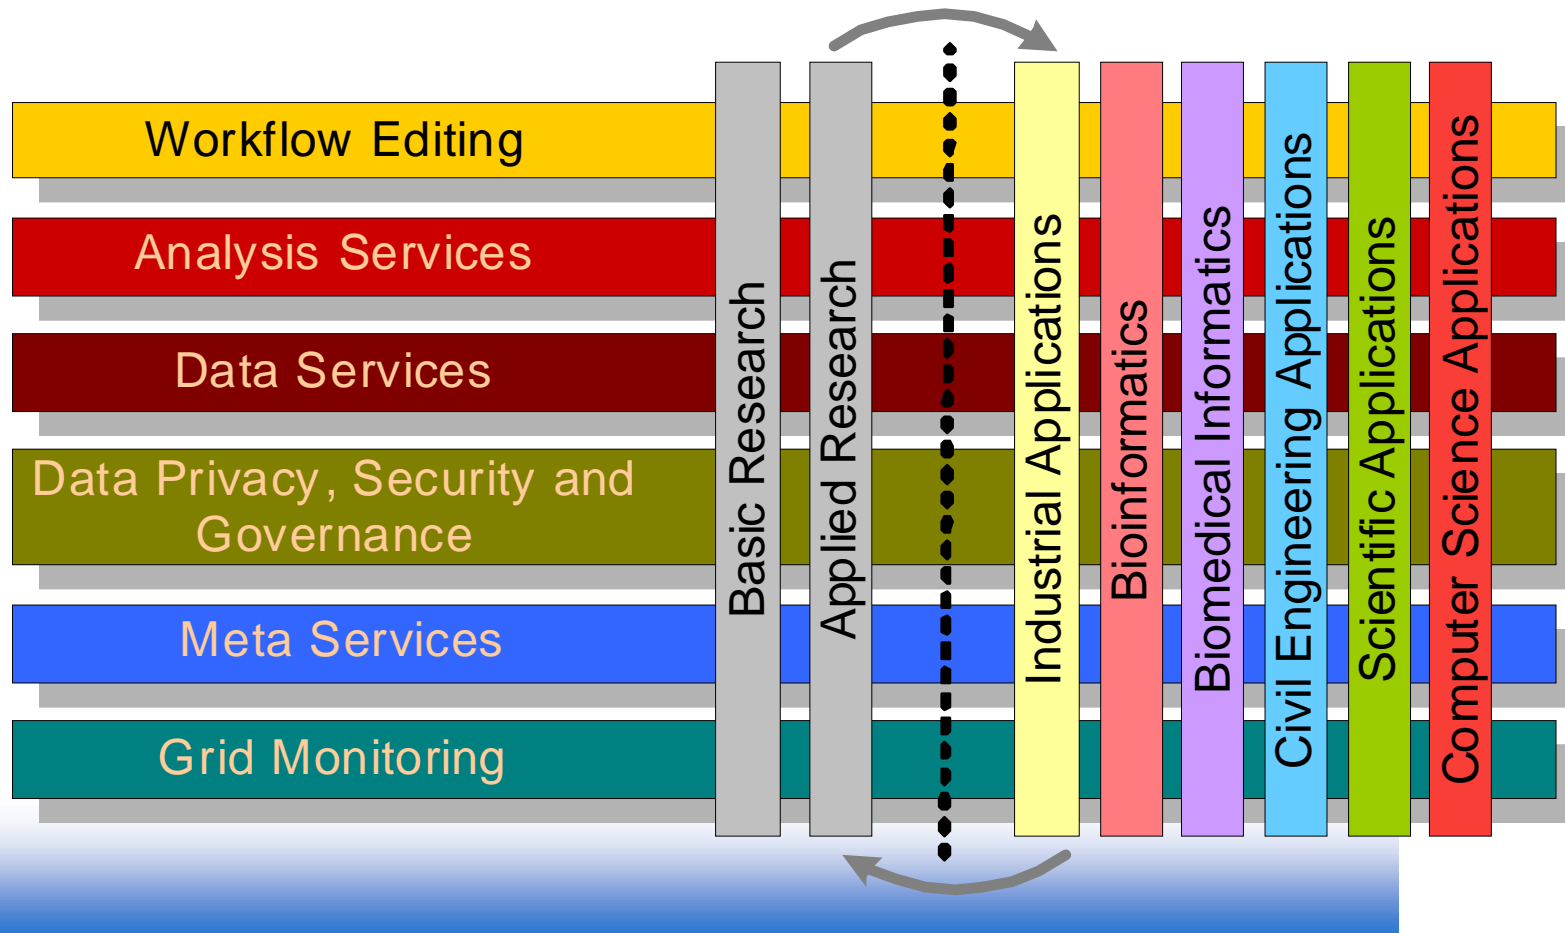 Workflow Editing
Analysis Services
Data Services
Data Privacy, Security and
Governance
Meta Services
Grid Monitoring
Basic Research
Applied Research
Industrial Applications
Bioinformatics
Biomedical Informatics
Civil Engineering Applications
Scientific Applications
Computer Science Applications